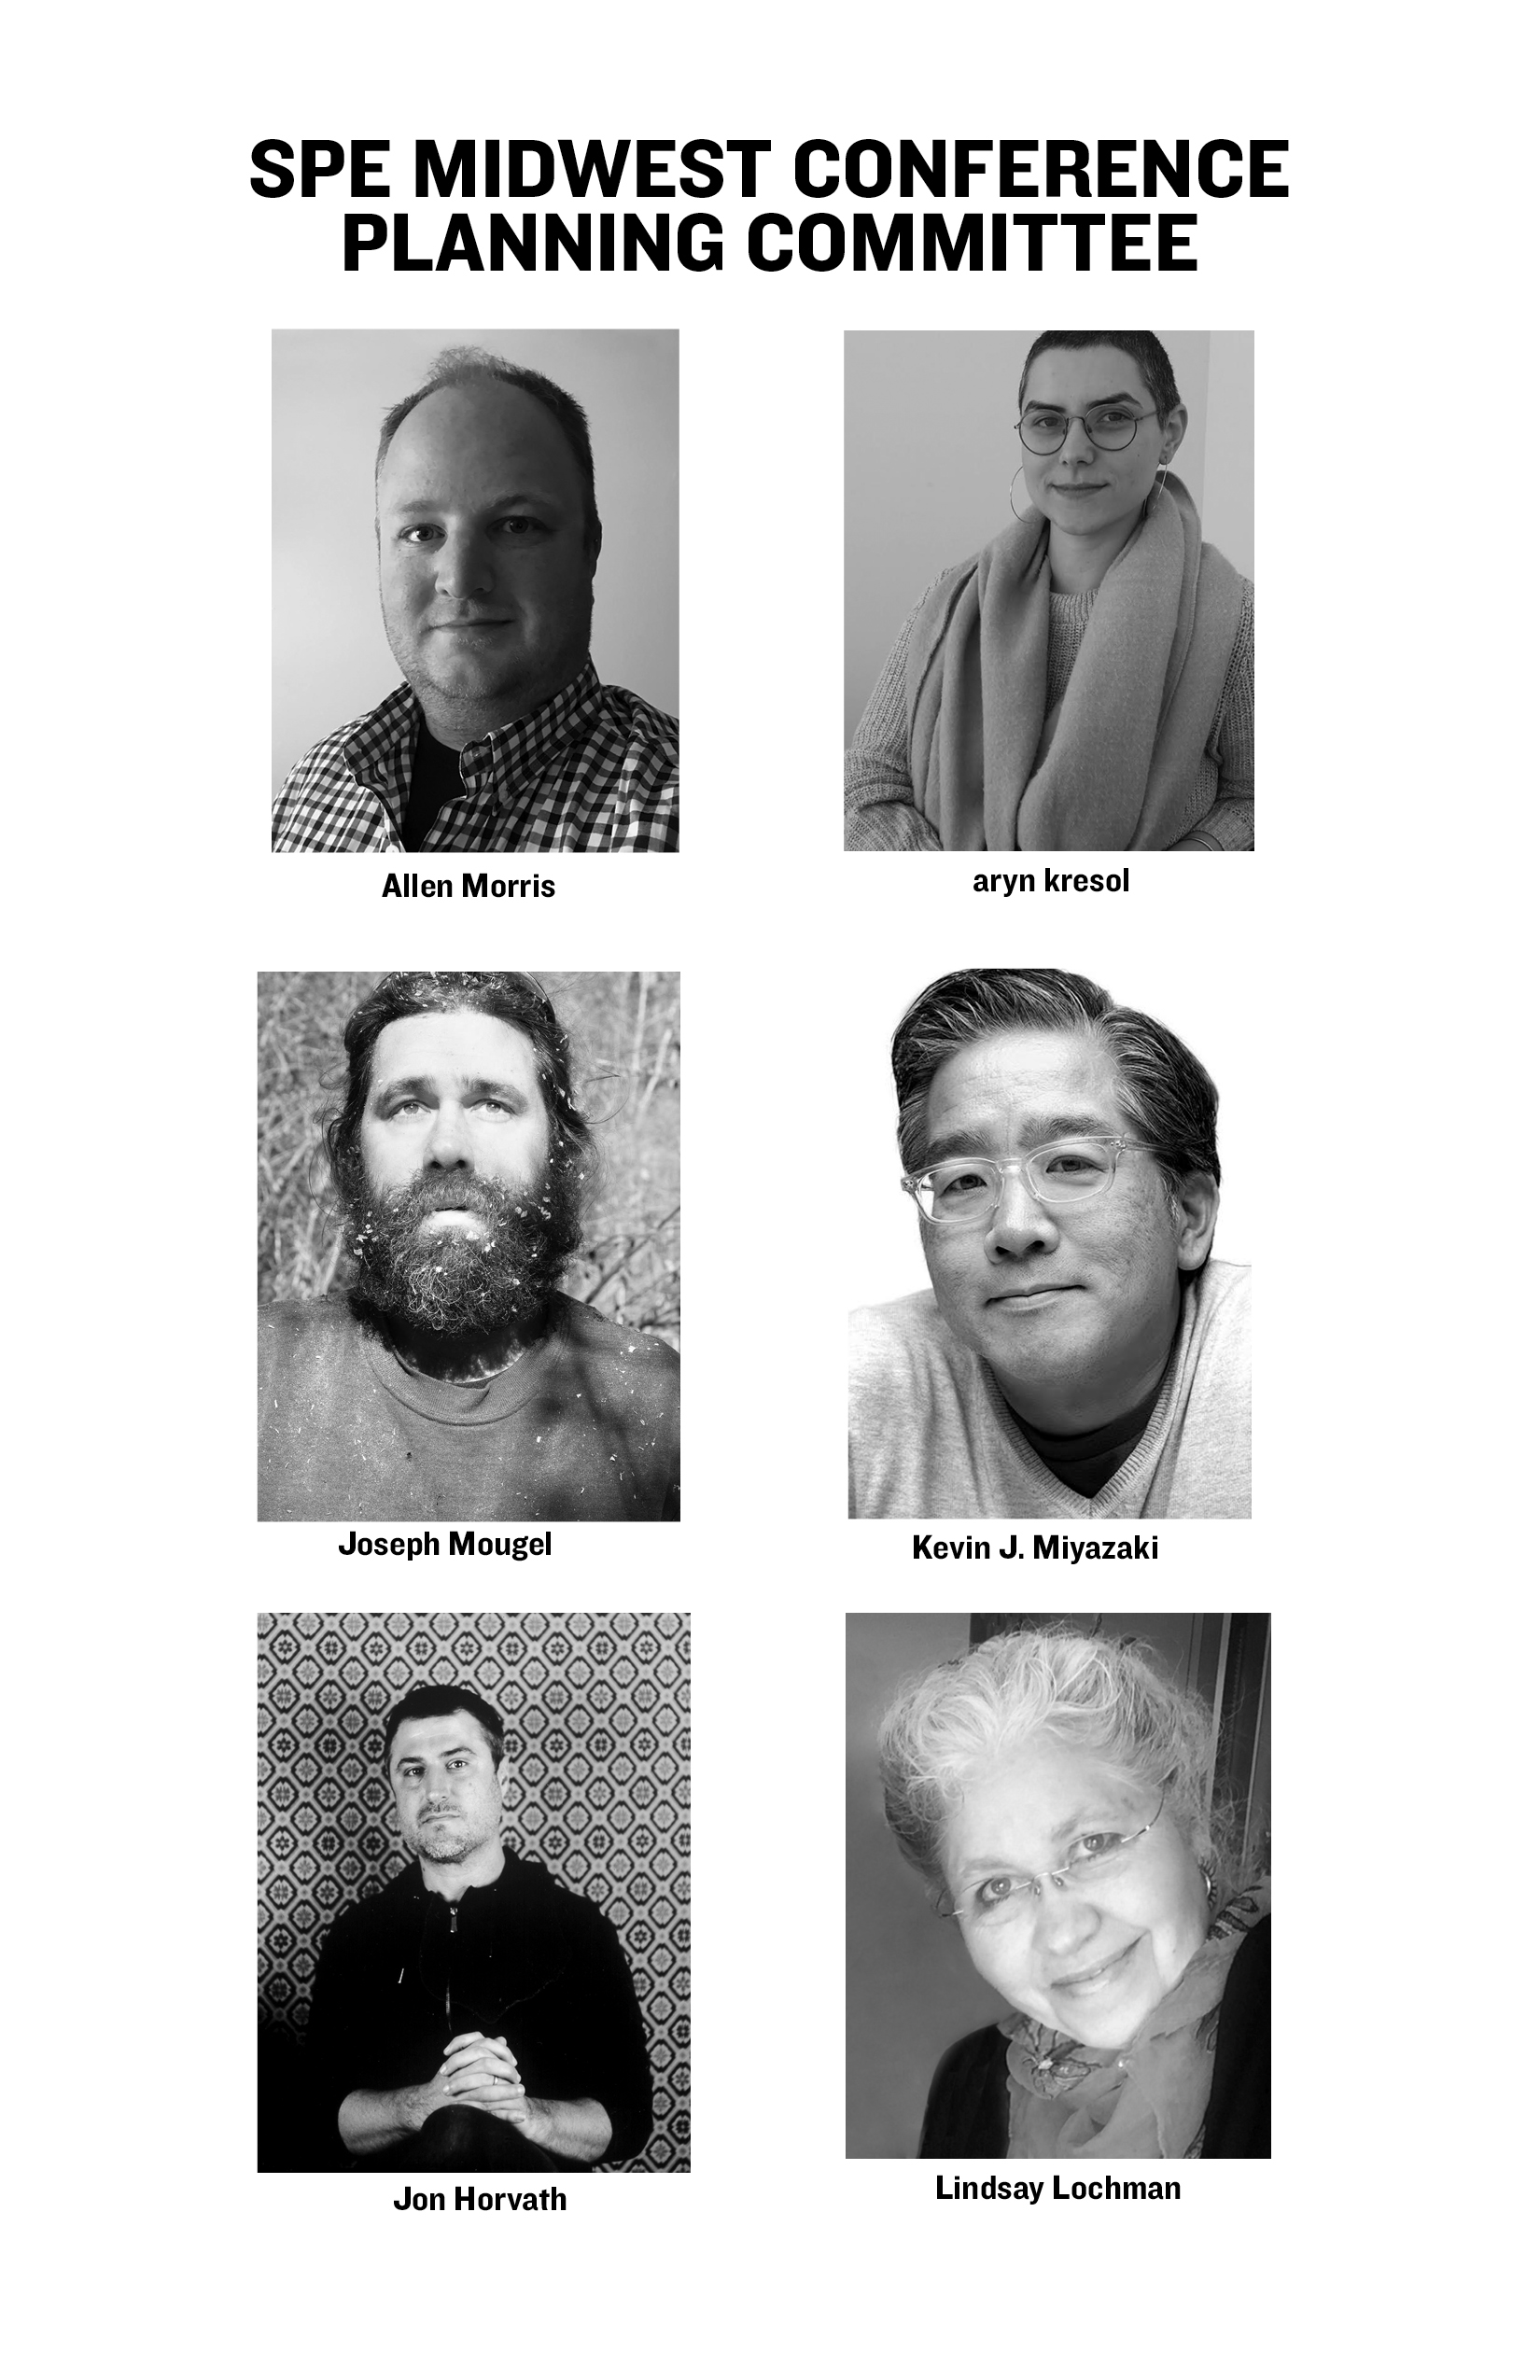 SPE MIDWEST CONFERENCE
PLANNING COMMITTEE
Allen Morris
aryn kresol
Joseph Mougel
Kevin J. Miyazaki
Jon Horvath
Lindsay Lochman